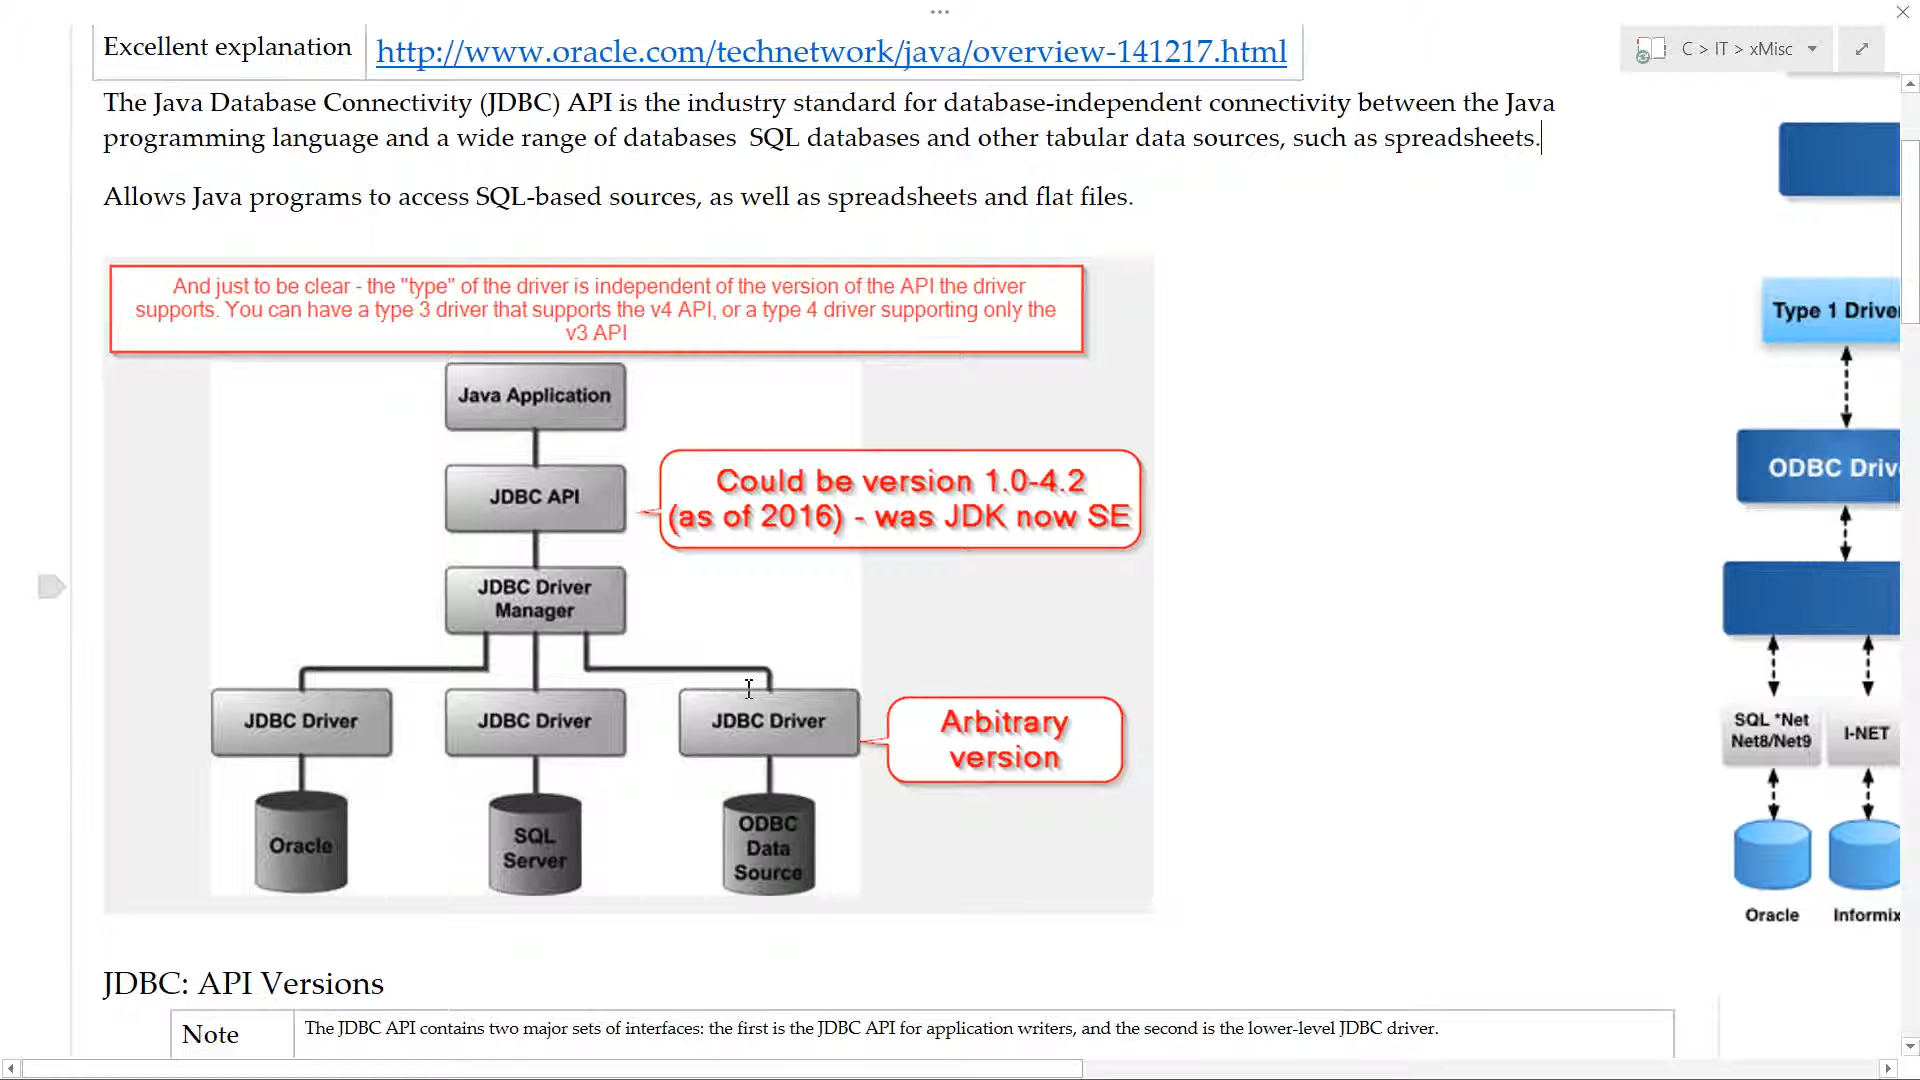 Excellent explanation
http://www.oracle.com/technetwork/java/overview-141217.html
C > IT > xMisc
The Java Database Connectivity (JDBC) API is the industry standard for database-independent connectivity between the Java
programming language and a wide range of databases  SQL databases and other tabular data sources, such as spreadsheets.
Allows Java programs to access SQL-based sources, as well as spreadsheets and flat files.
And just to be clear - the "type" of the driver is independent of the version of the API the driver
supports. You can have a type 3 driver that supports the v4 API, or a type 4 driver supporting only the
v3 API
Java Application
JDBC API
Could be version 1.0-4.2
(as of 2016) - was JDK now SE
JDBC Driver
Manager
JDBC Driver
JDBC Driver
JDBC Driver
Arbitrary
version
Oracle
SQL
Server
ODBC
Data
Source
Type 1 Drive
ODBC Driv
SQL *Net
Net8/Net9
I-NET
Oracle
Informix
JDBC: API Versions
Note
The JDBC API contains two major sets of interfaces: the first is the JDBC API for application writers, and the second is the lower-level JDBC driver.